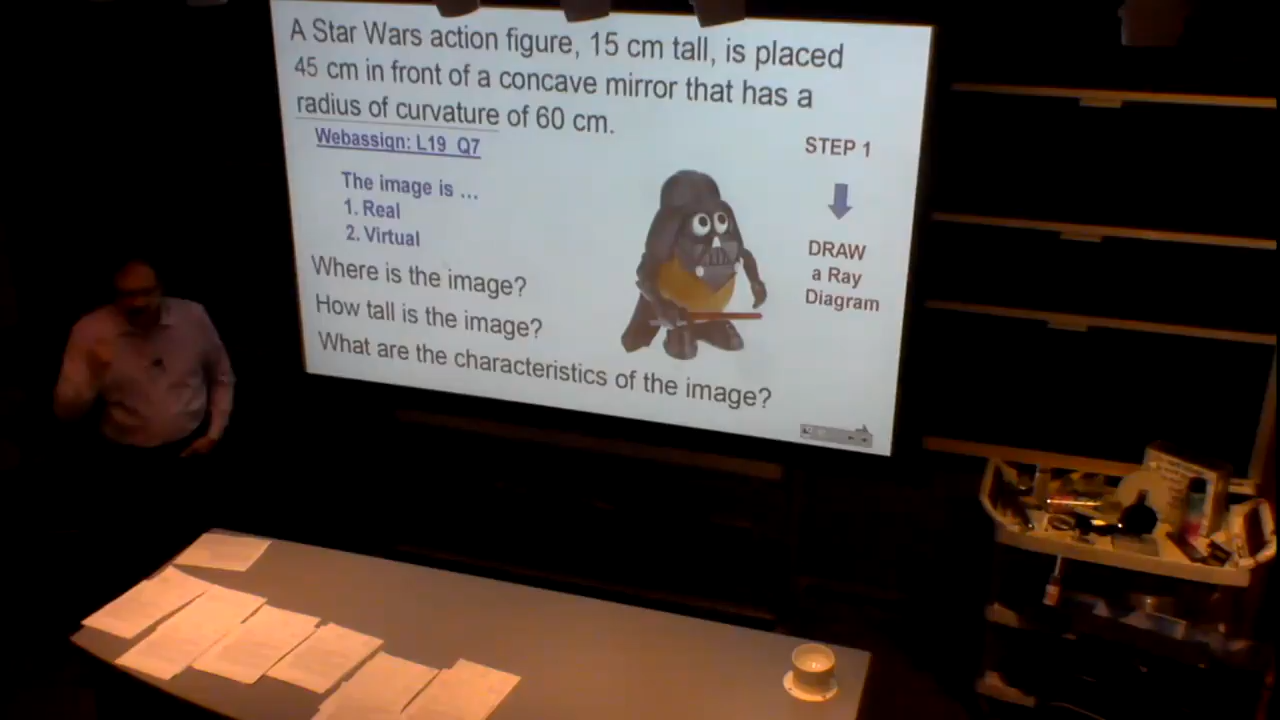 A Star Wars action figure, 15 cm tall, is placed
45 cm in front of a concave mirror that has a
radius of curvature of 60 cm.
Webassign: L19 Q7
The image is ...
1. Real
2. Virtual
Where is the image?
How tall is the image?
What are the characteristics of the image?
STEP 1
DRAW
a Ray
Diagram